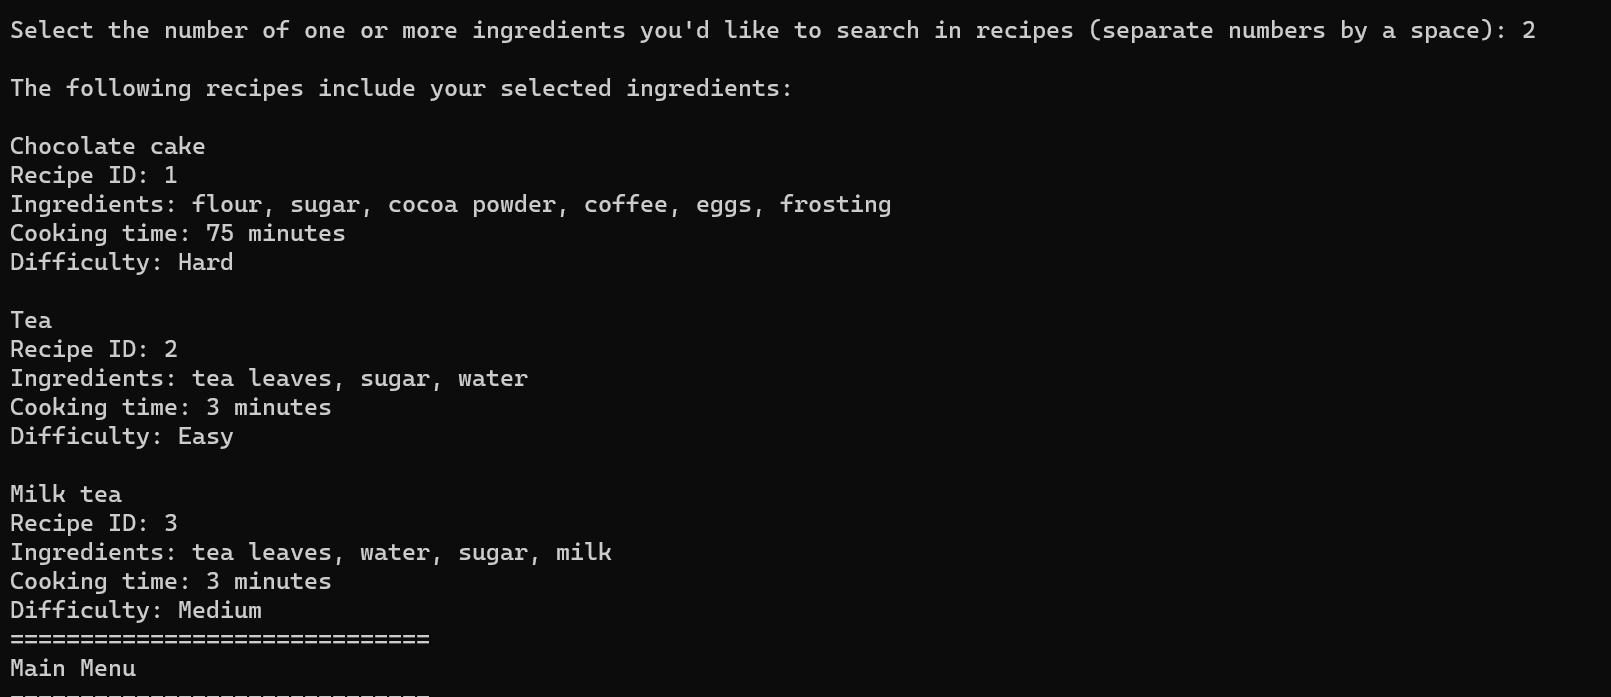 Select the number of one or more ingredients you'd like to search in recipes (separate numbers by a space): 2
The following recipes include your selected ingredients:
Chocolate cake
Recipe ID: 1
Ingredients: flour, sugar, cocoa powder, coffee, eggs, frosting
Cooking time: 75 minutes
Difficulty: Hard
Tea
Recipe ID: 2
Ingredients: tea leaves, sugar, water
Cooking time: 3 minutes
Difficulty: Easy
Milk tea
Recipe ID: 3
Ingredients: tea leaves, water, sugar, milk
Cooking time: 3 minutes
Difficulty: Medium
==============================
Main Menu
==============================